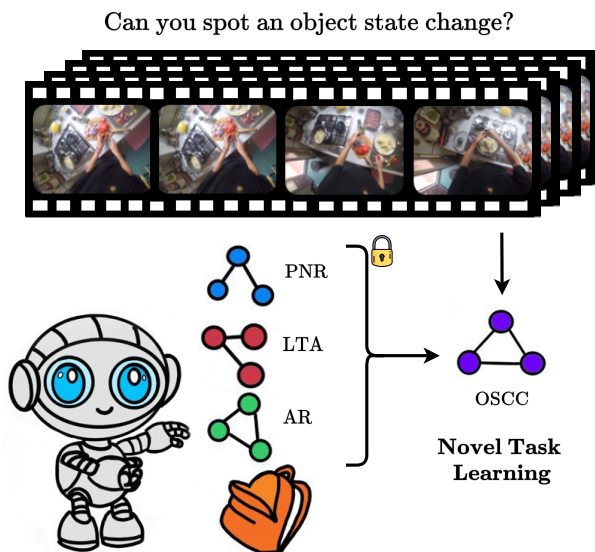 Can you spot an object state change?
PNR
LTA
AR
OSCC
Novel Task
Learning